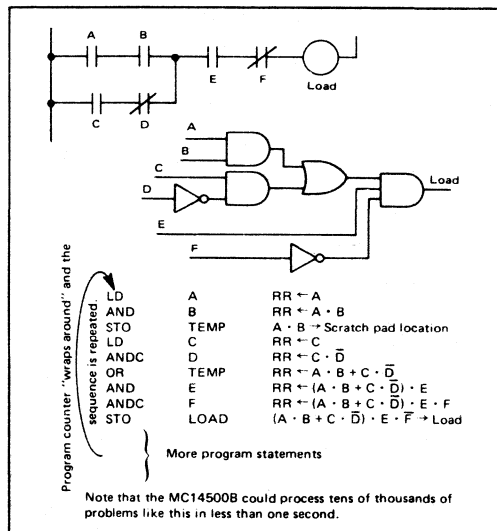 A B
E F
Load
C D
A
B
C
D
E
F
Load
Program counter "wraps around" and the
sequence is repeated.
LD A RR ← A
AND B RR ← A · B
STO TEMP A · B → Scratch pad location
LD C RR ← C
ANDC D RR ← C · D̅
OR TEMP RR ← A · B + C · D̅
AND E RR ← (A · B + C · D̅) · E
ANDC F RR ← (A · B + C · D̅) · E · F
STO LOAD (A · B + C · D̅) · E · F̅ → Load
More program statements
Note that the MC14500B could process tens of thousands of
problems like this in less than one second.